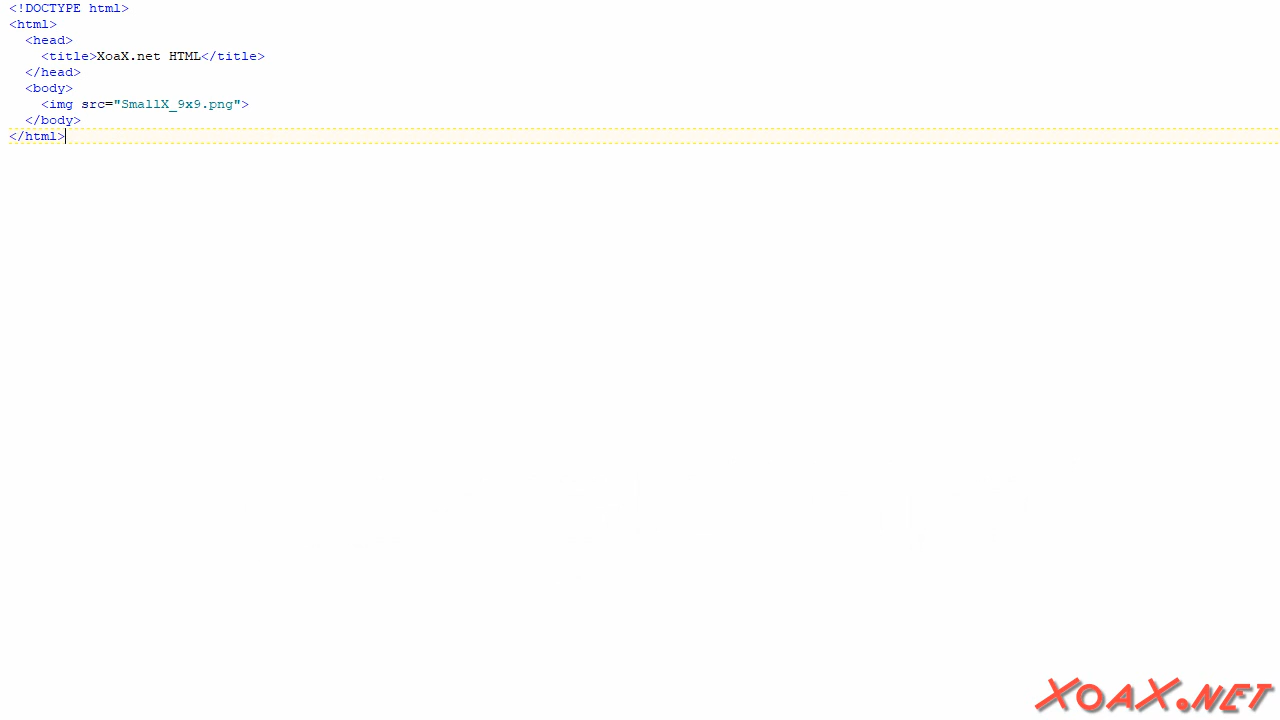 <!DOCTYPE html>
<html>
  <head>
    <title>XoaX.net HTML</title>
  </head>
  <body>
    <img src="SmallX_9x9.png">
  </body>
</html>
XOAX.NET